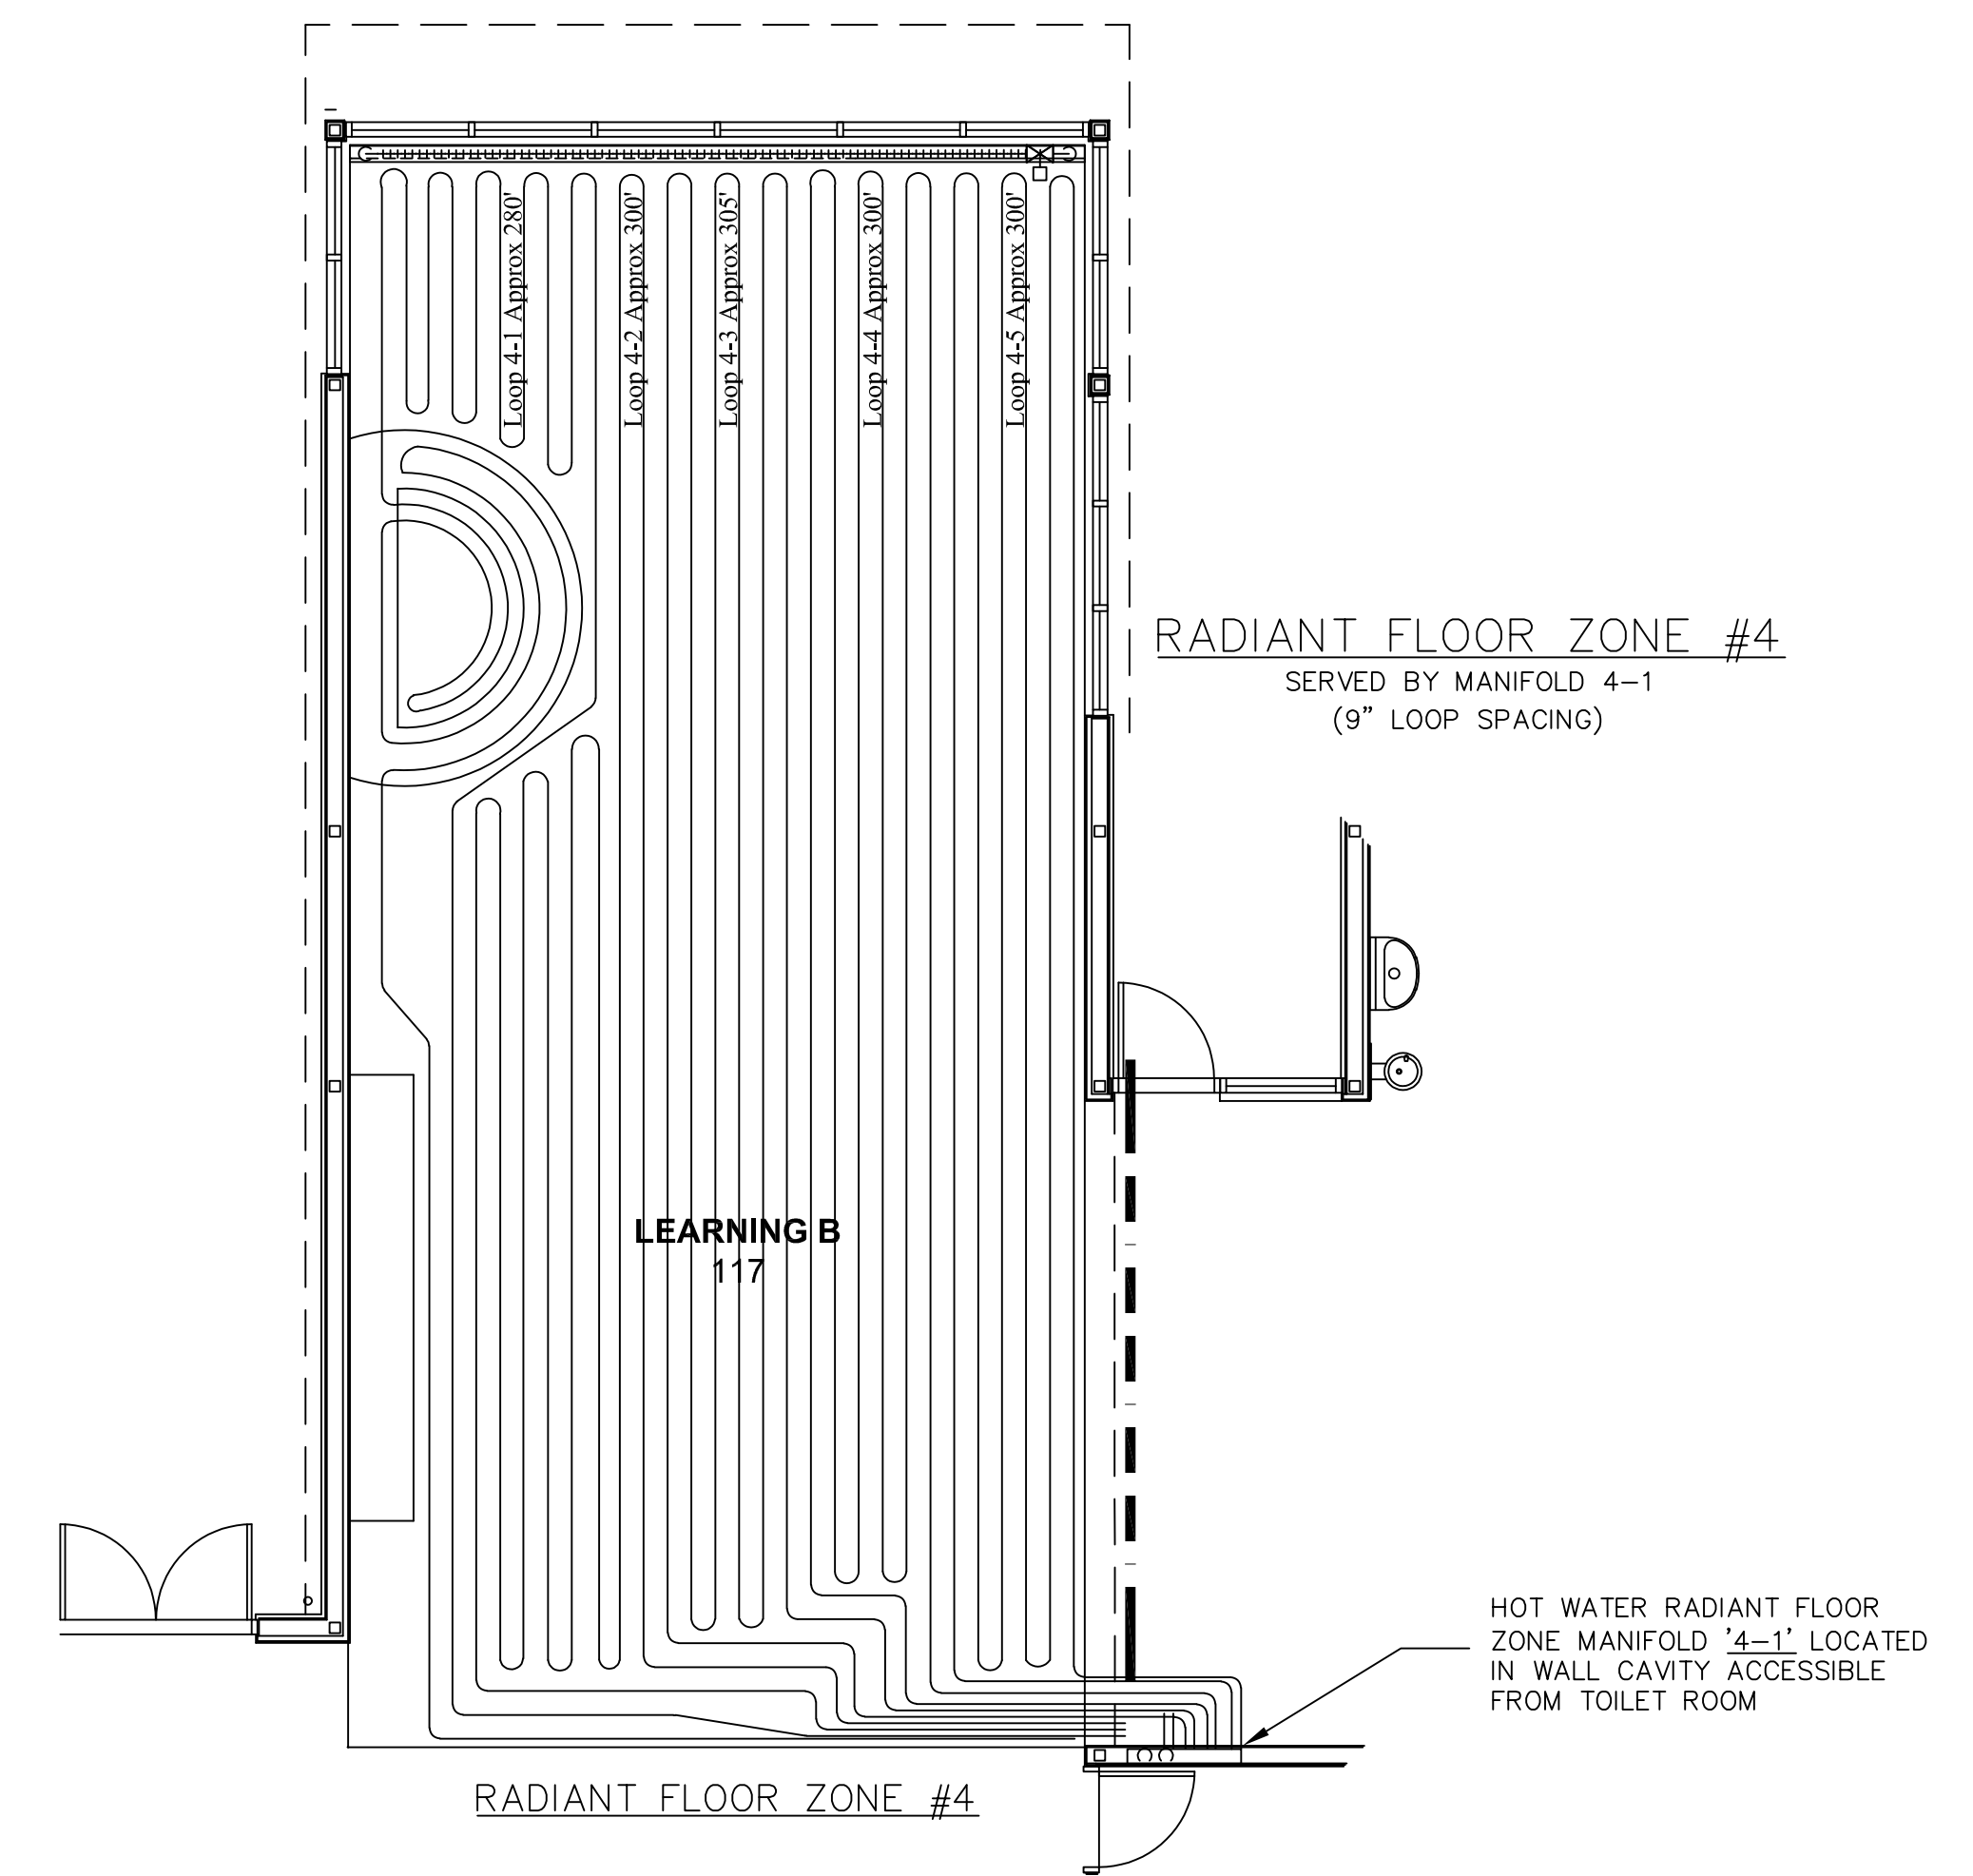 Loop 4-1 Approx 280'
Loop 4-2 Approx 300'
Loop 4-3 Approx 305'
Loop 4-4 Approx 300'
Loop 4-5 Approx 300'
RADIANT FLOOR ZONE #4
SERVED BY MANIFOLD 4-1
(9" LOOP SPACING)
LEARNING B
117
HOT WATER RADIANT FLOOR
ZONE MANIFOLD '4-1' LOCATED
IN WALL CAVITY ACCESSIBLE
FROM TOILET ROOM
RADIANT FLOOR ZONE #4